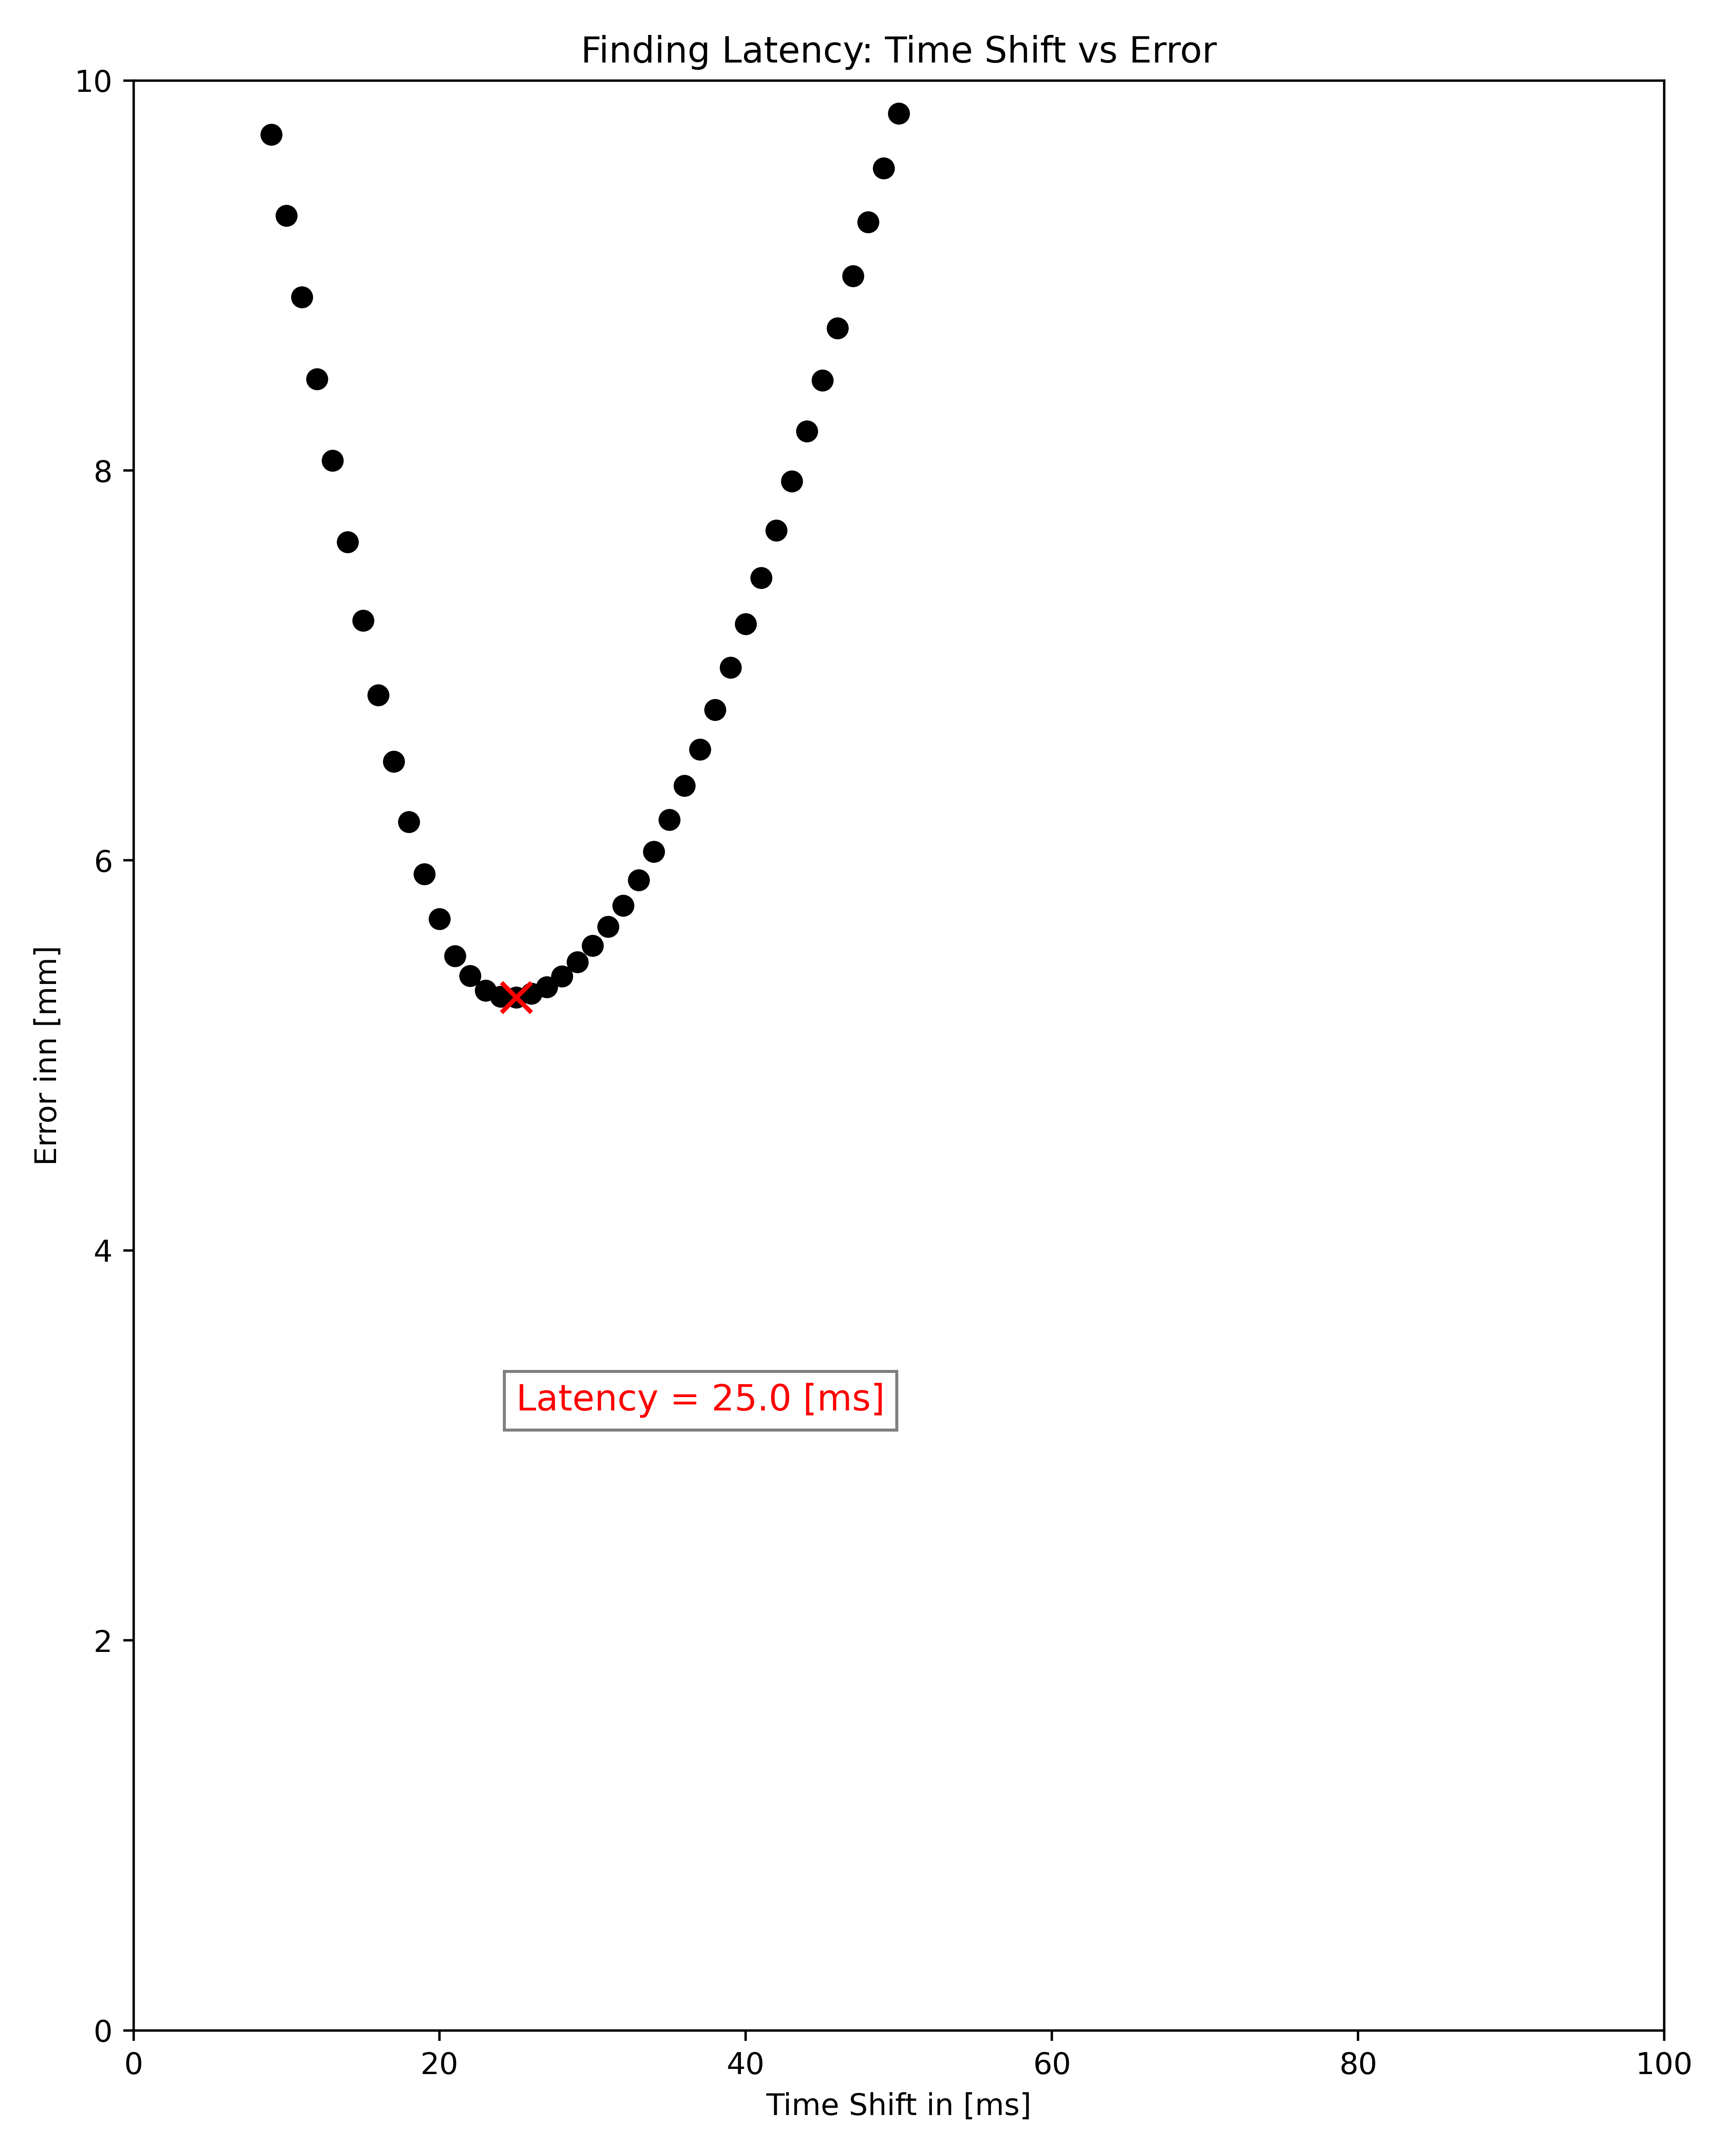 Finding Latency: Time Shift vs Error
10
8
6
4
2
0
Error inn [mm]
Latency = 25.0 [ms]
0 20 40 60 80 100
Time Shift in [ms]